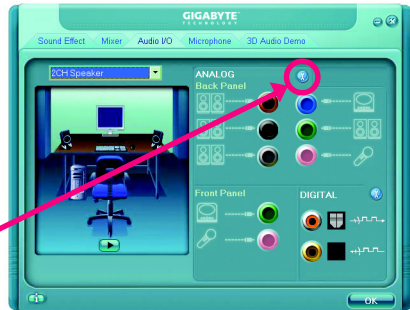 GIGABYTE
TECHNOLOGY
Sound Effect Mixer Audio I/O Microphone 3D Audio Demo
2CH Speaker
ANALOG
Back Panel
Front Panel
DIGITAL
OK